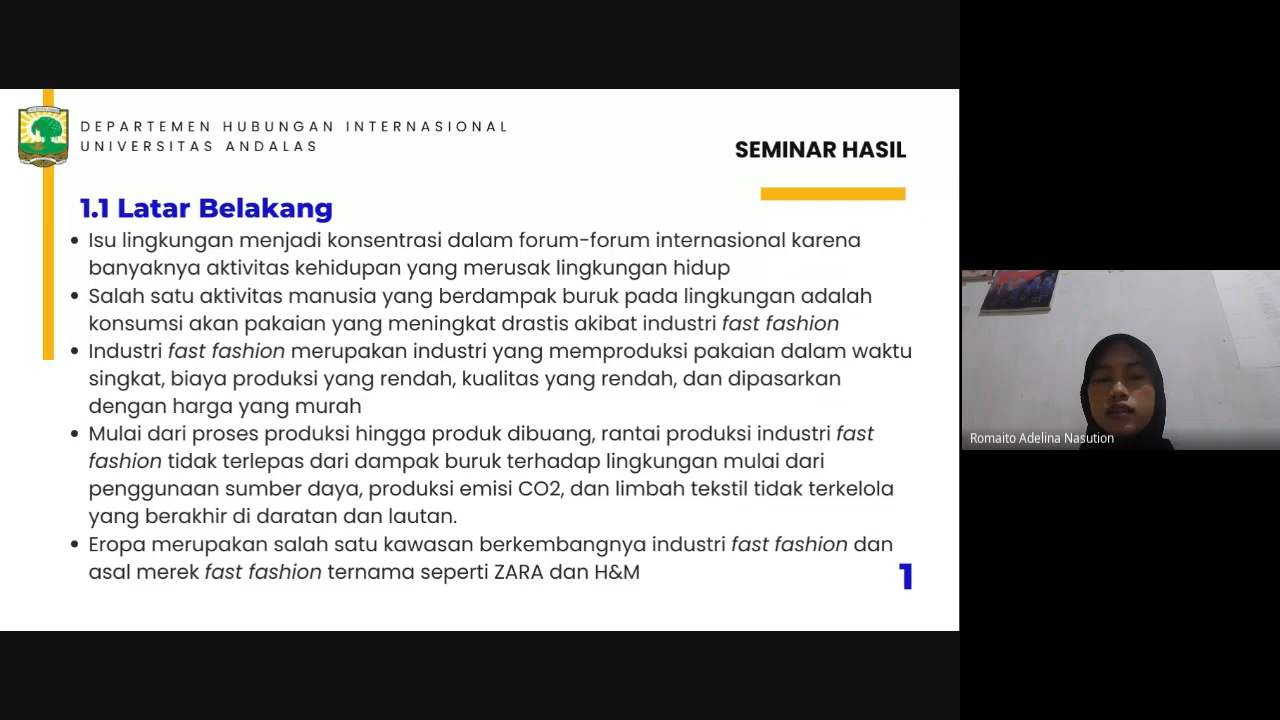 DEPARTEMEN HUBUNGAN INTERNASIONAL
UNIVERSITAS ANDALAS
SEMINAR HASIL
1.1 Latar Belakang
• Isu lingkungan menjadi konsentrasi dalam forum-forum internasional karena
banyaknya aktivitas kehidupan yang merusak lingkungan hidup
• Salah satu aktivitas manusia yang berdampak buruk pada lingkungan adalah
konsumsi akan pakaian yang meningkat drastis akibat industri fast fashion
• Industri fast fashion merupakan industri yang memproduksi pakaian dalam waktu
singkat, biaya produksi yang rendah, kualitas yang rendah, dan dipasarkan
dengan harga yang murah
• Mulai dari proses produksi hingga produk dibuang, rantai produksi industri fast
fashion tidak terlepas dari dampak buruk terhadap lingkungan mulai dari
penggunaan sumber daya, produksi emisi CO2, dan limbah tekstil tidak terkelola
yang berakhir di daratan dan lautan.
• Eropa merupakan salah satu kawasan berkembangnya industri fast fashion dan
asal merek fast fashion ternama seperti ZARA dan H&M
1
Romaito Adelina Nasution